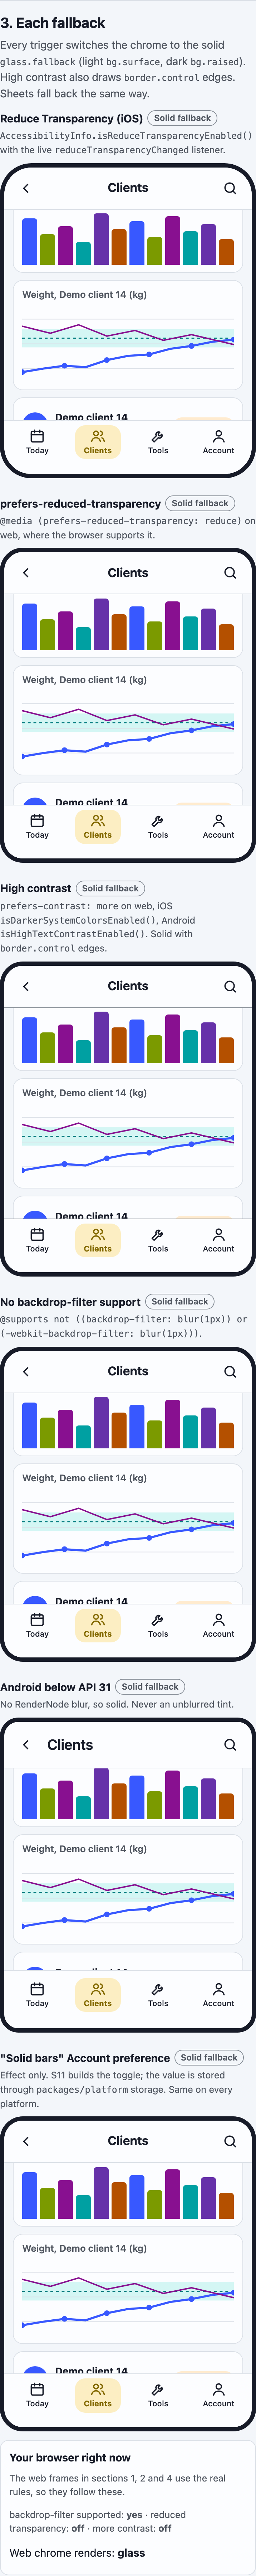 3. Each fallback
Every trigger switches the chrome to the solid
glass.fallback (light bg.surface, dark bg.raised).
High contrast also draws border.control edges.
Sheets fall back the same way.
Reduce Transparency (iOS) Solid fallback
AccessibilityInfo.isReduceTransparencyEnabled()
with the live reduceTransparencyChanged listener.
Clients
Weight, Demo client 14 (kg)
Demo client 14
Today Clients Tools Account
prefers-reduced-transparency Solid fallback
@media (prefers-reduced-transparency: reduce) on
web, where the browser supports it.
Clients
Weight, Demo client 14 (kg)
Demo client 14
Today Clients Tools Account
High contrast Solid fallback
prefers-contrast: more on web, iOS
isDarkerSystemColorsEnabled(), Android
isHighTextContrastEnabled(). Solid with
border.control edges.
Clients
Weight, Demo client 14 (kg)
Demo client 14
Today Clients Tools Account
No backdrop-filter support Solid fallback
@supports not ((backdrop-filter: blur(1px)) or
(-webkit-backdrop-filter: blur(1px))).
Clients
Weight, Demo client 14 (kg)
Demo client 14
Today Clients Tools Account
Android below API 31 Solid fallback
No RenderNode blur, so solid. Never an unblurred tint.
Clients
Weight, Demo client 14 (kg)
Today Clients Tools Account
"Solid bars" Account preference Solid fallback
Effect only. S11 builds the toggle; the value is stored
through packages/platform storage. Same on every
platform.
Clients
Weight, Demo client 14 (kg)
Demo client 14
Today Clients Tools Account
Your browser right now
The web frames in sections 1, 2 and 4 use the real
rules, so they follow these.
backdrop-filter supported: yes · reduced
transparency: off · more contrast: off
Web chrome renders: glass